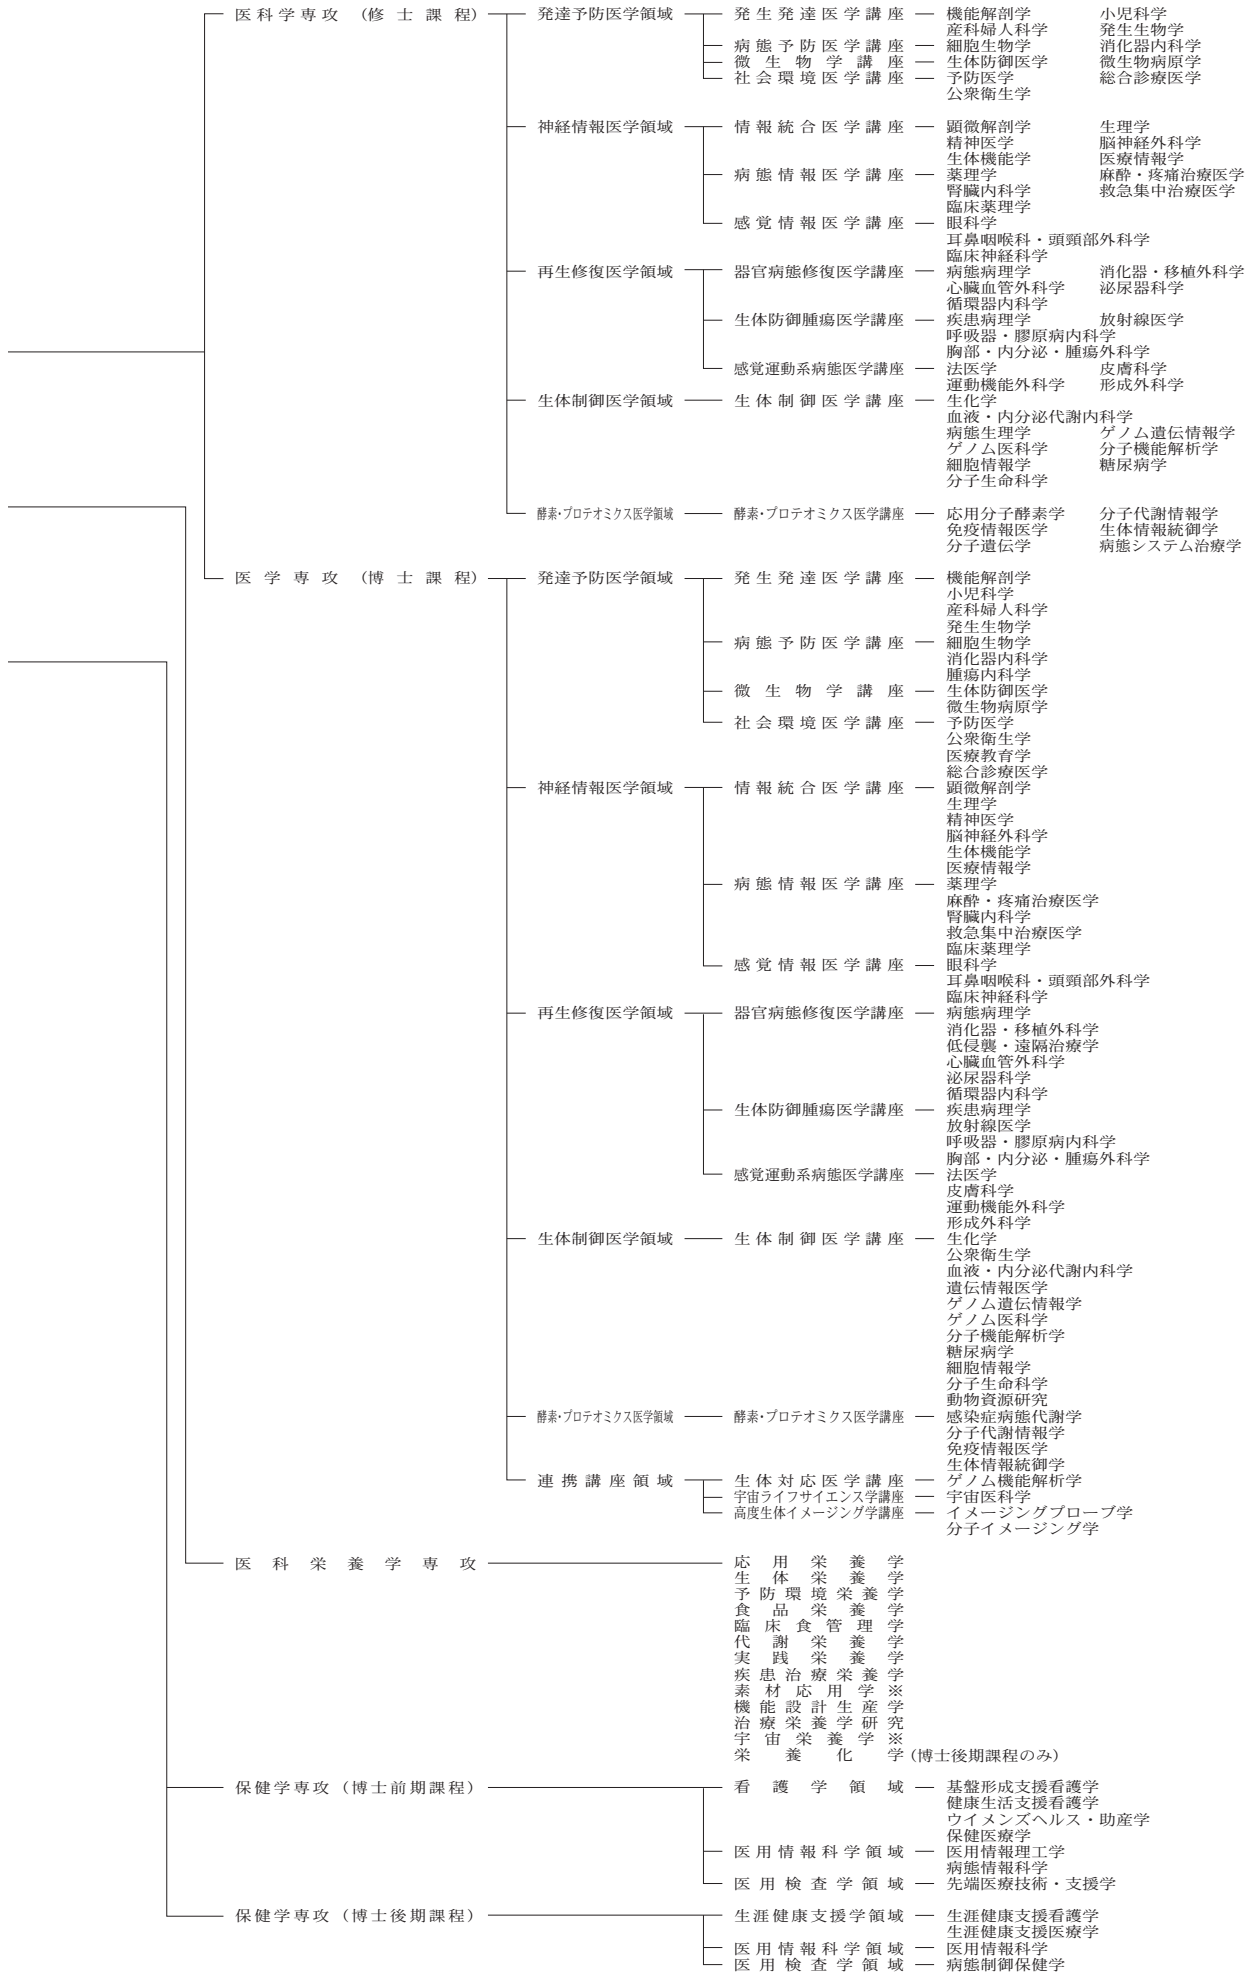 医科学専攻 (修士課程) 発達予防医学領域 発生発達医学講座 機能解剖学 小児科学
産科婦人科学 発生生物学
病態予防医学講座 細胞生物学 消化器内科学
微生物学講座 生体防御医学 微生物病原学
社会環境医学講座 予防医学 総合診療医学
公衆衛生学
神経情報医学領域 情報統合医学講座 顕微解剖学 生理学
精神医学 脳神経外科学
生体機能学 医療情報学
病態情報医学講座 薬理学 麻酔・疼痛治療医学
腎臓内科学 救急集中治療医学
臨床薬理学
感覚情報医学講座 眼科学
耳鼻咽喉科・頭頸部外科学
臨床神経科学
再生修復医学領域 器官病態修復医学講座 病態病理学 消化器・移植外科学
心臓血管外科学 泌尿器科学
循環器内科学
生体防御腫瘍医学講座 疾患病理学 放射線医学
呼吸器・膠原病内科学
胸部・内分泌・腫瘍外科学
感覚運動系病態医学講座 法医学 皮膚科学
運動機能外科学 形成外科学
生体制御医学領域 生体制御医学講座 生化学
血液・内分泌代謝内科学
病態生理学 ゲノム遺伝情報学
ゲノム医科学 分子機能解析学
細胞情報学 糖尿病学
分子生命科学
酵素・プロテオミクス医学領域 酵素・プロテオミクス医学講座 応用分子酵素学 分子代謝情報学
免疫情報医学 生体情報統御学
分子遺伝学 病態システム治療学
医学専攻 (博士課程) 発達予防医学領域 発生発達医学講座 機能解剖学
小児科学
産科婦人科学
発生生物学
病態予防医学講座 細胞生物学
消化器内科学
腫瘍内科学
微生物学講座 生体防御医学
微生物病原学
社会環境医学講座 予防医学
公衆衛生学
医療教育学
総合診療医学
神経情報医学領域 情報統合医学講座 顕微解剖学
生理学
精神医学
脳神経外科学
生体機能学
医療情報学
病態情報医学講座 薬理学
麻酔・疼痛治療医学
腎臓内科学
救急集中治療医学
臨床薬理学
感覚情報医学講座 眼科学
耳鼻咽喉科・頭頸部外科学
臨床神経科学
再生修復医学領域 器官病態修復医学講座 病態病理学
消化器・移植外科学
低侵襲・遠隔治療学
心臓血管外科学
泌尿器科学
循環器内科学
生体防御腫瘍医学講座 疾患病理学
放射線医学
呼吸器・膠原病内科学
胸部・内分泌・腫瘍外科学
感覚運動系病態医学講座 法医学
皮膚科学
運動機能外科学
形成外科学
生体制御医学領域 生体制御医学講座 生化学
公衆衛生学
血液・内分泌代謝内科学
遺伝情報医学
ゲノム遺伝情報学
ゲノム医科学
分子機能解析学
糖尿病学
細胞情報学
分子生命科学
動物資源研究
酵素・プロテオミクス医学領域 酵素・プロテオミクス医学講座 感染症病態代謝学
分子代謝情報学
免疫情報医学
生体情報統御学
連携講座領域 生体対応医学講座 ゲノム機能解析学
宇宙ライフサイエンス学講座 宇宙医科学
高度生体イメージング学講座 イメージングプローブ学
分子イメージング学
医科栄養学専攻 応用栄養学
生体栄養学
予防環境栄養学
食品栄養学
臨床食管理学
代謝栄養学
実践栄養学
疾患治療栄養学
素材応用学※
機能設計生産学
治療栄養学研究
宇宙栄養学※
栄養化学(博士後期課程のみ)
保健学専攻(博士前期課程) 看護学領域 基盤形成支援看護学
健康生活支援看護学
ウイメンズヘルス・助産学
保健医療学
医用情報科学領域 医用情報理工学
病態情報科学
医用検査学領域 先端医療技術・支援学
保健学専攻(博士後期課程) 生涯健康支援学領域 生涯健康支援看護学
生涯健康支援医療学
医用情報科学領域 医用情報科学
医用検査学領域 病態制御保健学